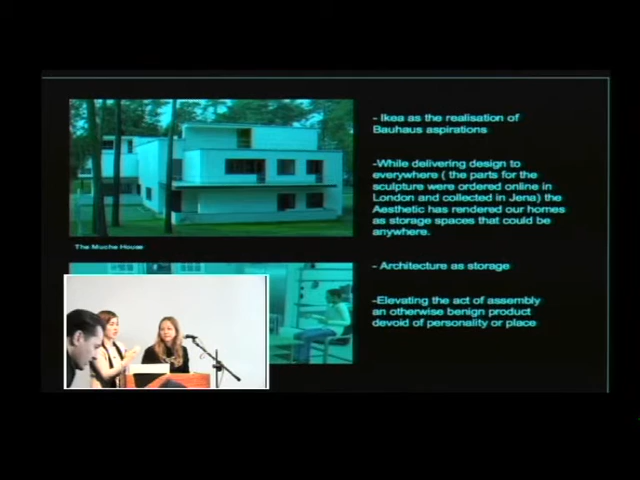 - Ikea as the realisation of
Bauhaus aspirations
-While delivering design to
everywhere ( the parts for the
sculpture were ordered online in
London and collected in Jena) the
Aesthetic has rendered our homes
as storage spaces that could be
anywhere.
The Muche House
- Architecture as storage
-Elevating the act of assembly
an otherwise benign product
devoid of personality or place